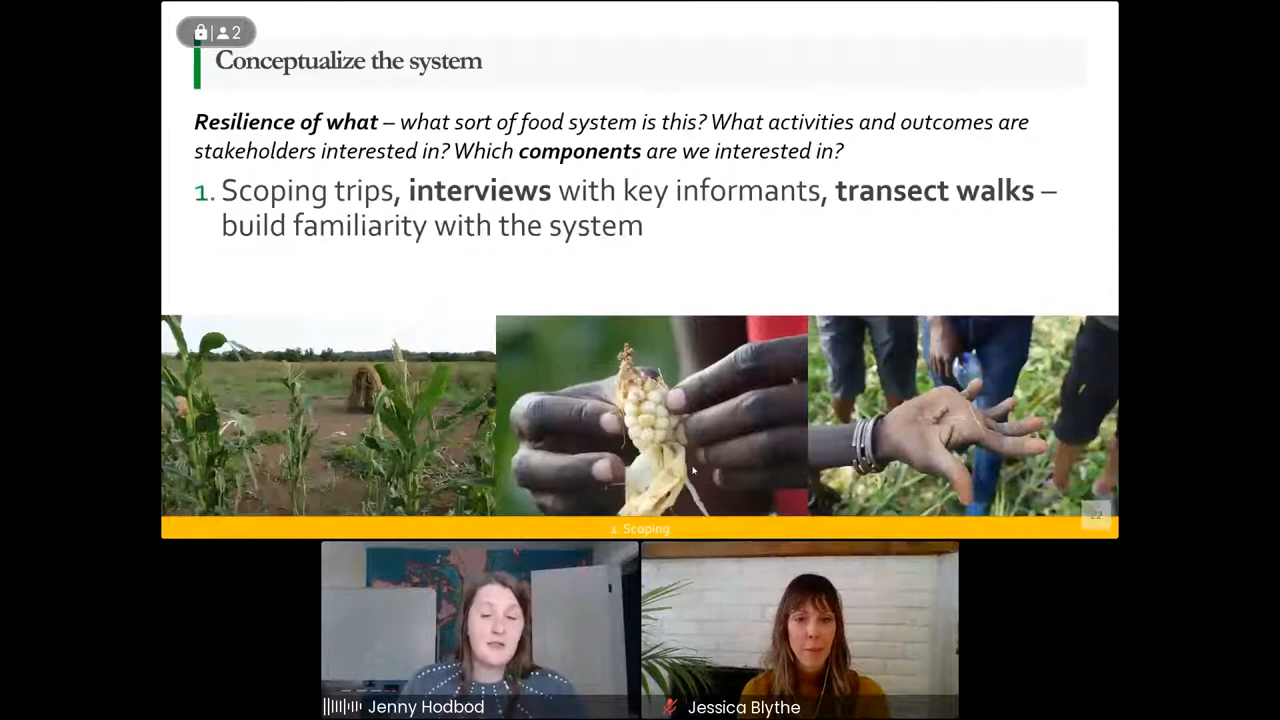 2
Conceptualize the system
Resilience of what – what sort of food system is this? What activities and outcomes are
stakeholders interested in? Which components are we interested in?
1. Scoping trips, interviews with key informants, transect walks –
build familiarity with the system
22
1. Scoping
Jenny Hodbod
Jessica Blythe